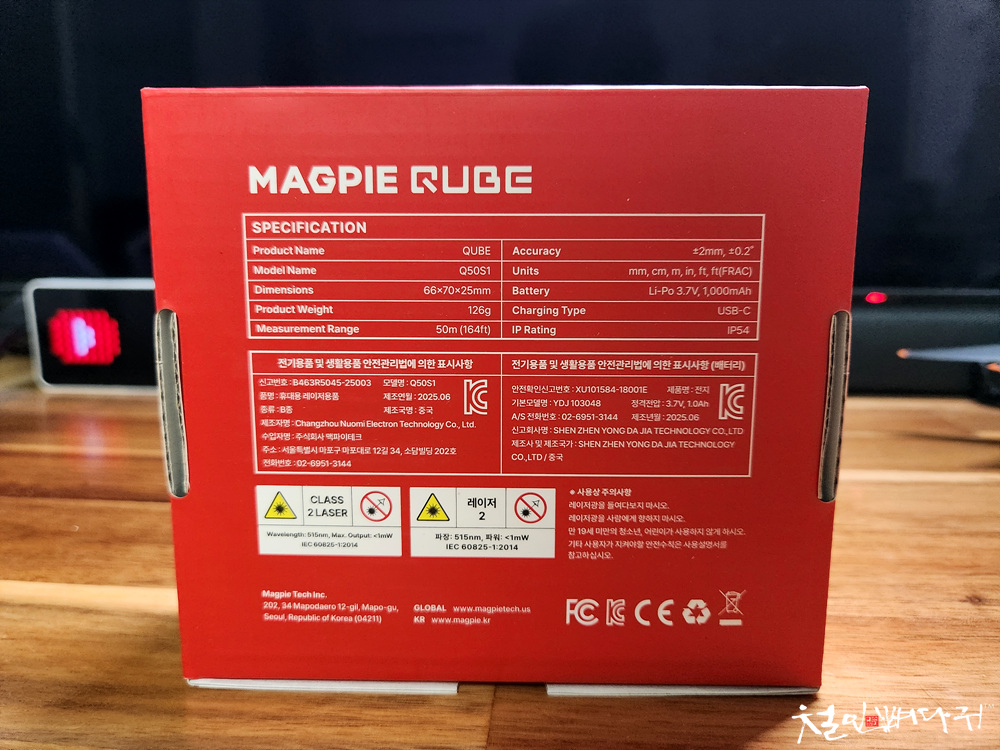 MAGPIE QUBE
SPECIFICATION
Product Name QUBE
Model Name Q50S1
Dimensions 66×70×25mm
Product Weight 126g
Measurement Range 50m (164ft)
Accuracy ±2mm, ±0.2°
Units mm, cm, m, in, ft, ft(FRAC)
Battery Li-Po 3.7V, 1,000mAh
Charging Type USB-C
IP Rating IP54
전기용품 및 생활용품 안전관리법에 의한 표시사항
신고번호 : B463R5045-25003 모델명 : Q50S1
품명 : 휴대용 레이저용품 제조연월 : 2025.06
종류 : B종 제조국명 : 중국
제조자명 : Changzhou Nuomi Electron Technology Co., Ltd.
수입자명 : 주식회사 맥파이테크
주소 : 서울특별시 마포구 마포대로 12길 34, 소담빌딩 202호
전화번호 : 02-6951-3144
전기용품 및 생활용품 안전관리법에 의한 표시사항 (배터리)
안전확인신고번호 : XU101584-18001E 제품명 : 전지
기본모델명 : YDJ 103048 정격전압 : 3.7V, 1.0Ah
A/S 전화번호 : 02-6951-3144 제조년월 : 2025.06
신고회사명 : SHEN ZHEN YONG DA JIA TECHNOLOGY CO., LTD
제조사 및 제조국가 : SHEN ZHEN YONG DA JIA TECHNOLOGY
CO.,LTD / 중국
CLASS
2 LASER
Wavelength: 515nm, Max. Output: <1mW
IEC 60825-1:2014
레이저
2
파장: 515nm, 파워: <1mW
IEC 60825-1:2014
※ 사용상 주의사항
레이저광을 들여다보지 마시오.
레이저광을 사람에게 향하지 마시오.
만 19세 미만의 청소년, 어린이가 사용하지 않게 하시오.
기타 사용자가 지켜야할 안전수칙은 사용설명서를
참고하십시오.
Magpie Tech Inc.
202, 34 Mapodaero 12-gil, Mapo-gu,
Seoul, Republic of Korea (04211)
GLOBAL www.magpietech.us
KR www.magpie.kr
FC CE
철민뼈다귀